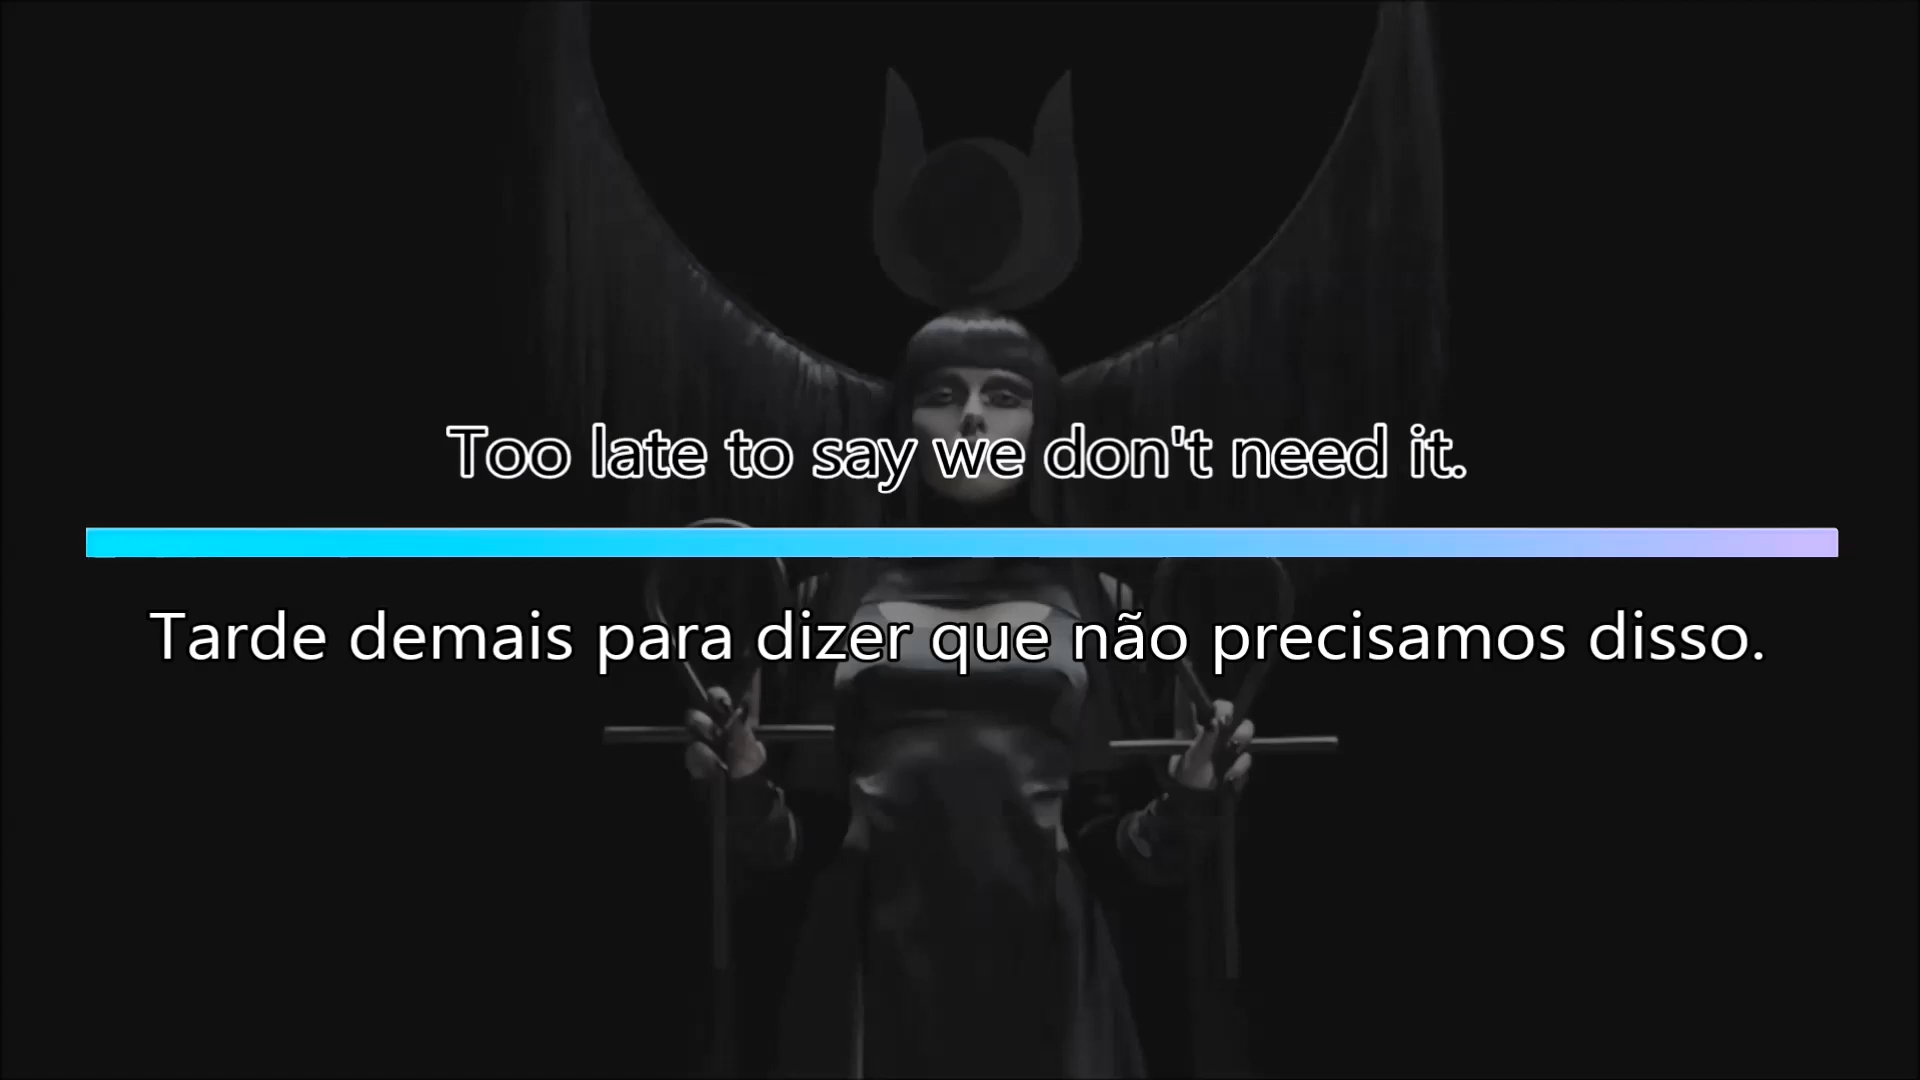 Too late to say we don't need it.
Tarde demais para dizer que não precisamos disso.